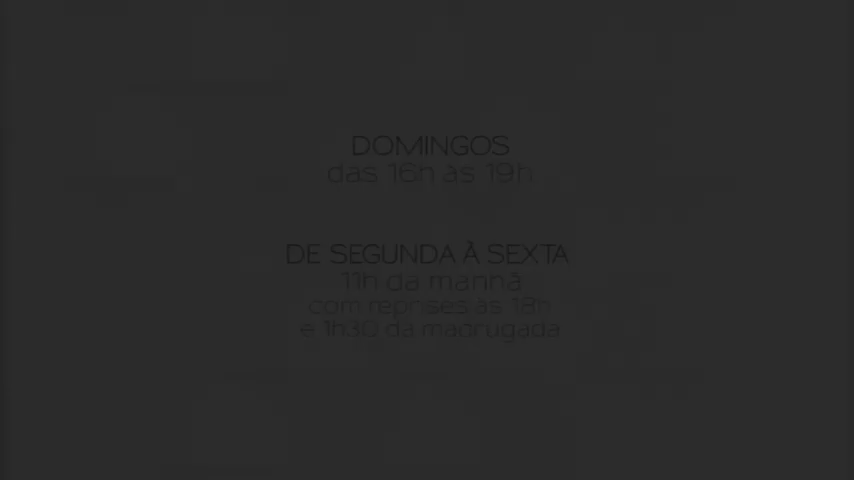 DOMINGOS
das 16h às 19h
DE SEGUNDA À SEXTA
11h da manhã
com reprises às 18h
e 1h30 da madrugada